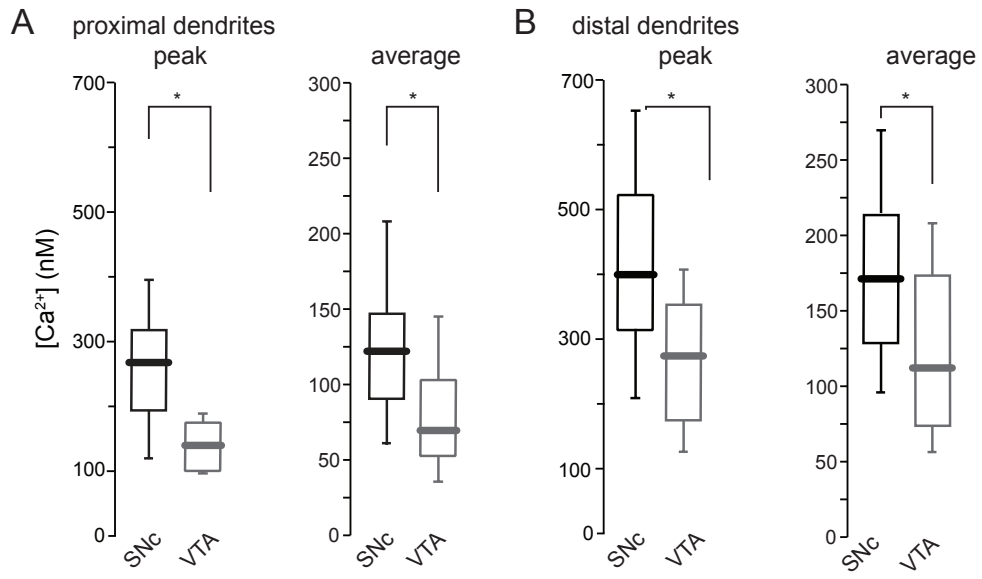 A
proximal dendrites
peak
average
B
distal dendrites
peak
average
[Ca²⁺] (nM)
700
500
300
100
0
*
SNc
VTA
300
250
200
150
100
50
0
*
SNc
VTA
700
500
300
100
0
*
SNc
VTA
300
250
200
150
100
50
0
*
SNc
VTA